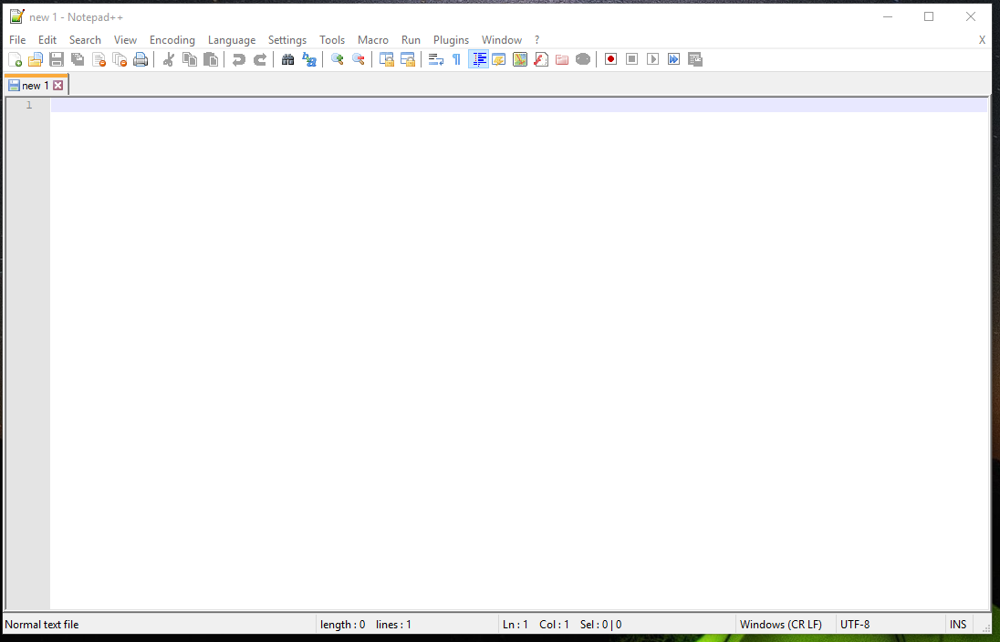 new 1 - Notepad++
File Edit Search View Encoding Language Settings Tools Macro Run Plugins Window ? X
new 1
1
Normal text file length : 0 lines : 1 Ln : 1 Col : 1 Sel : 0 | 0 Windows (CR LF) UTF-8 INS